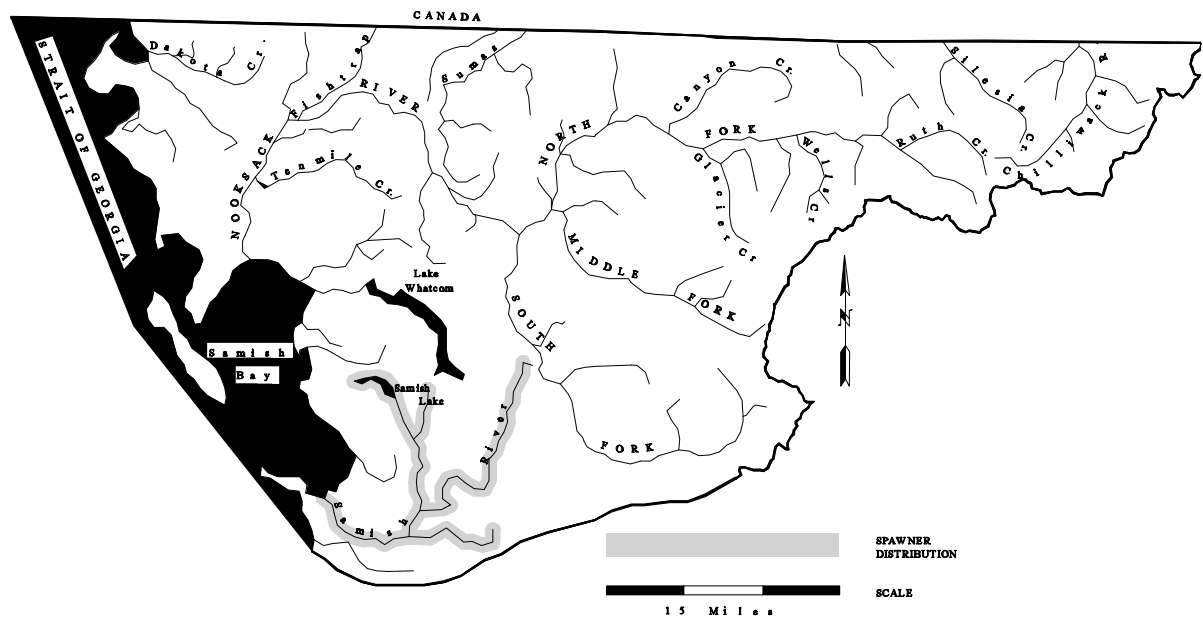 CANADA
STRAIT OF GEORGIA
Dakota Cr.
Fishtrap
NOOKSACK RIVER
Sumas
Tenmile Cr.
NORTH FORK
Canyon Cr.
Glacier Cr
Wells Cr
Ruth Cr.
Silesia Cr.
Chilliwack R
MIDDLE FORK
SOUTH FORK
Lake
Whatcom
Samish
Bay
Samish
Lake
Samish River
N
SPAWNER
DISTRIBUTION
SCALE
15 Miles